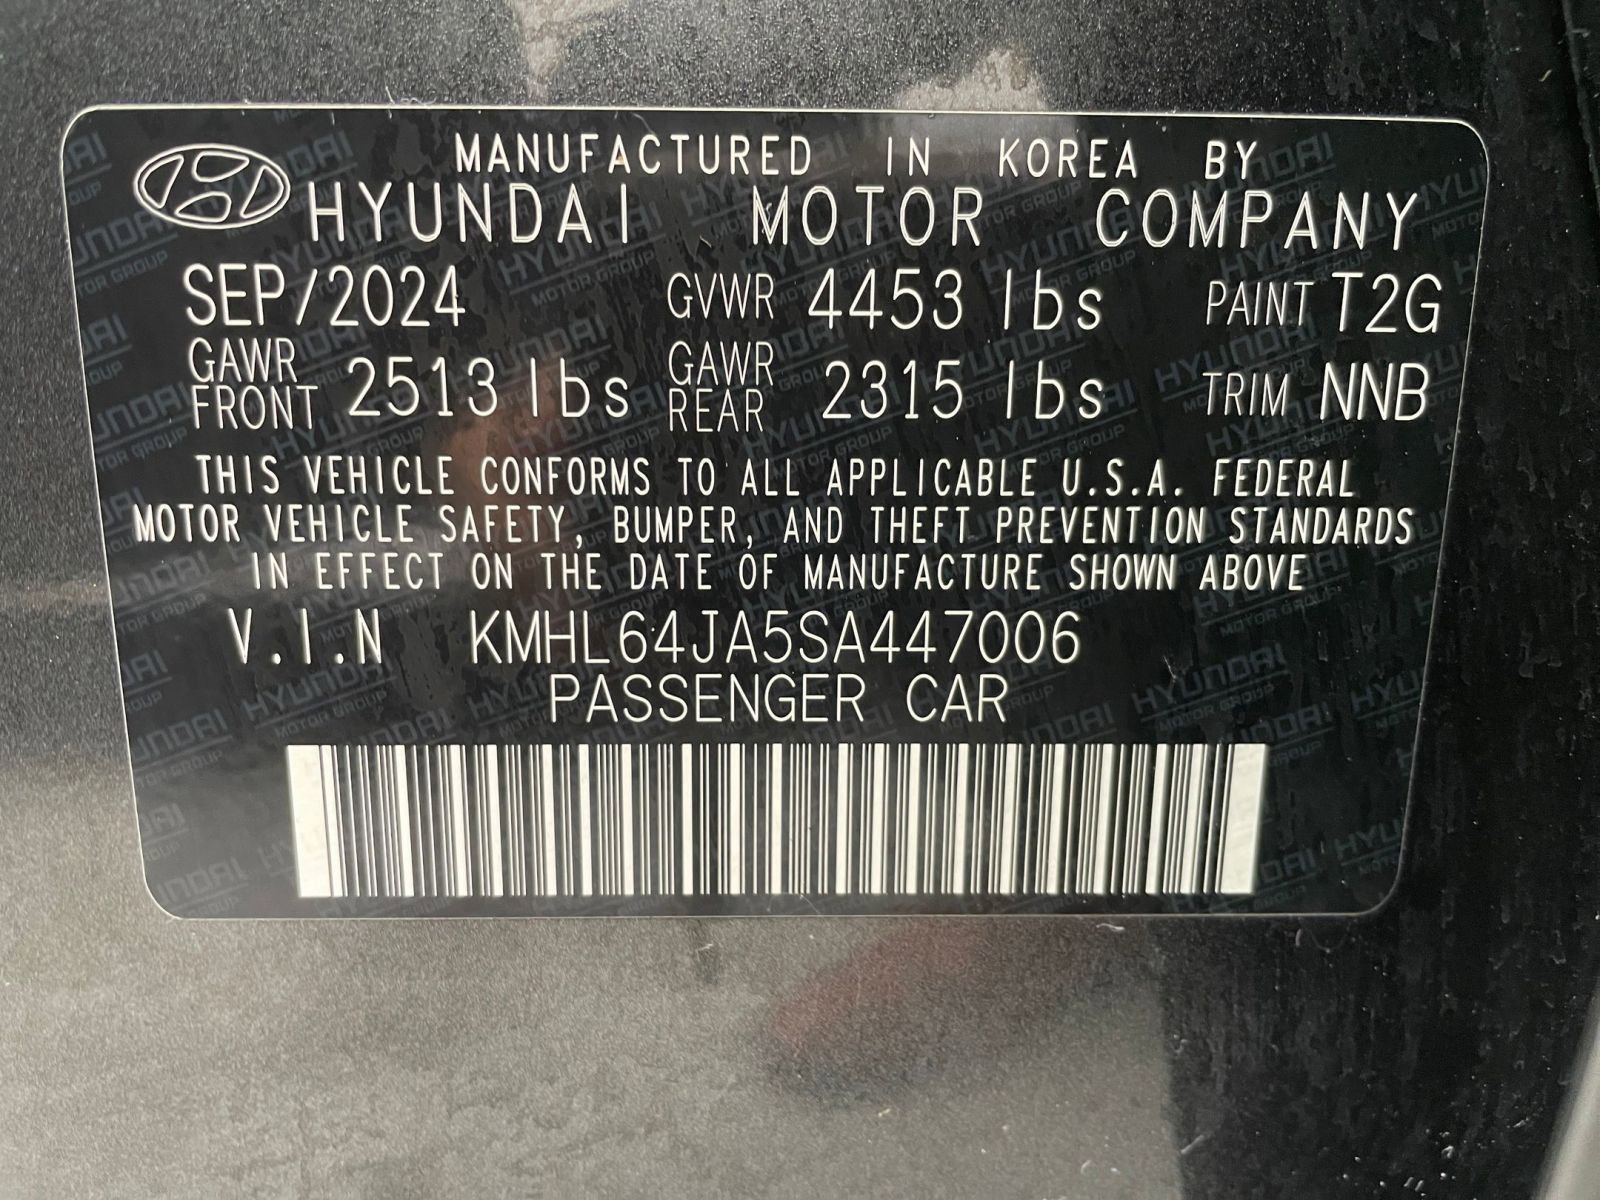 MANUFACTURED IN KOREA BY
HYUNDAI MOTOR COMPANY
SEP/2024 GVWR 4453 lbs PAINT T2G
GAWR FRONT 2513 lbs GAWR REAR 2315 lbs TRIM NNB
THIS VEHICLE CONFORMS TO ALL APPLICABLE U.S.A. FEDERAL
MOTOR VEHICLE SAFETY, BUMPER, AND THEFT PREVENTION STANDARDS
IN EFFECT ON THE DATE OF MANUFACTURE SHOWN ABOVE
V.I.N KMHL64JA5SA447006
PASSENGER CAR